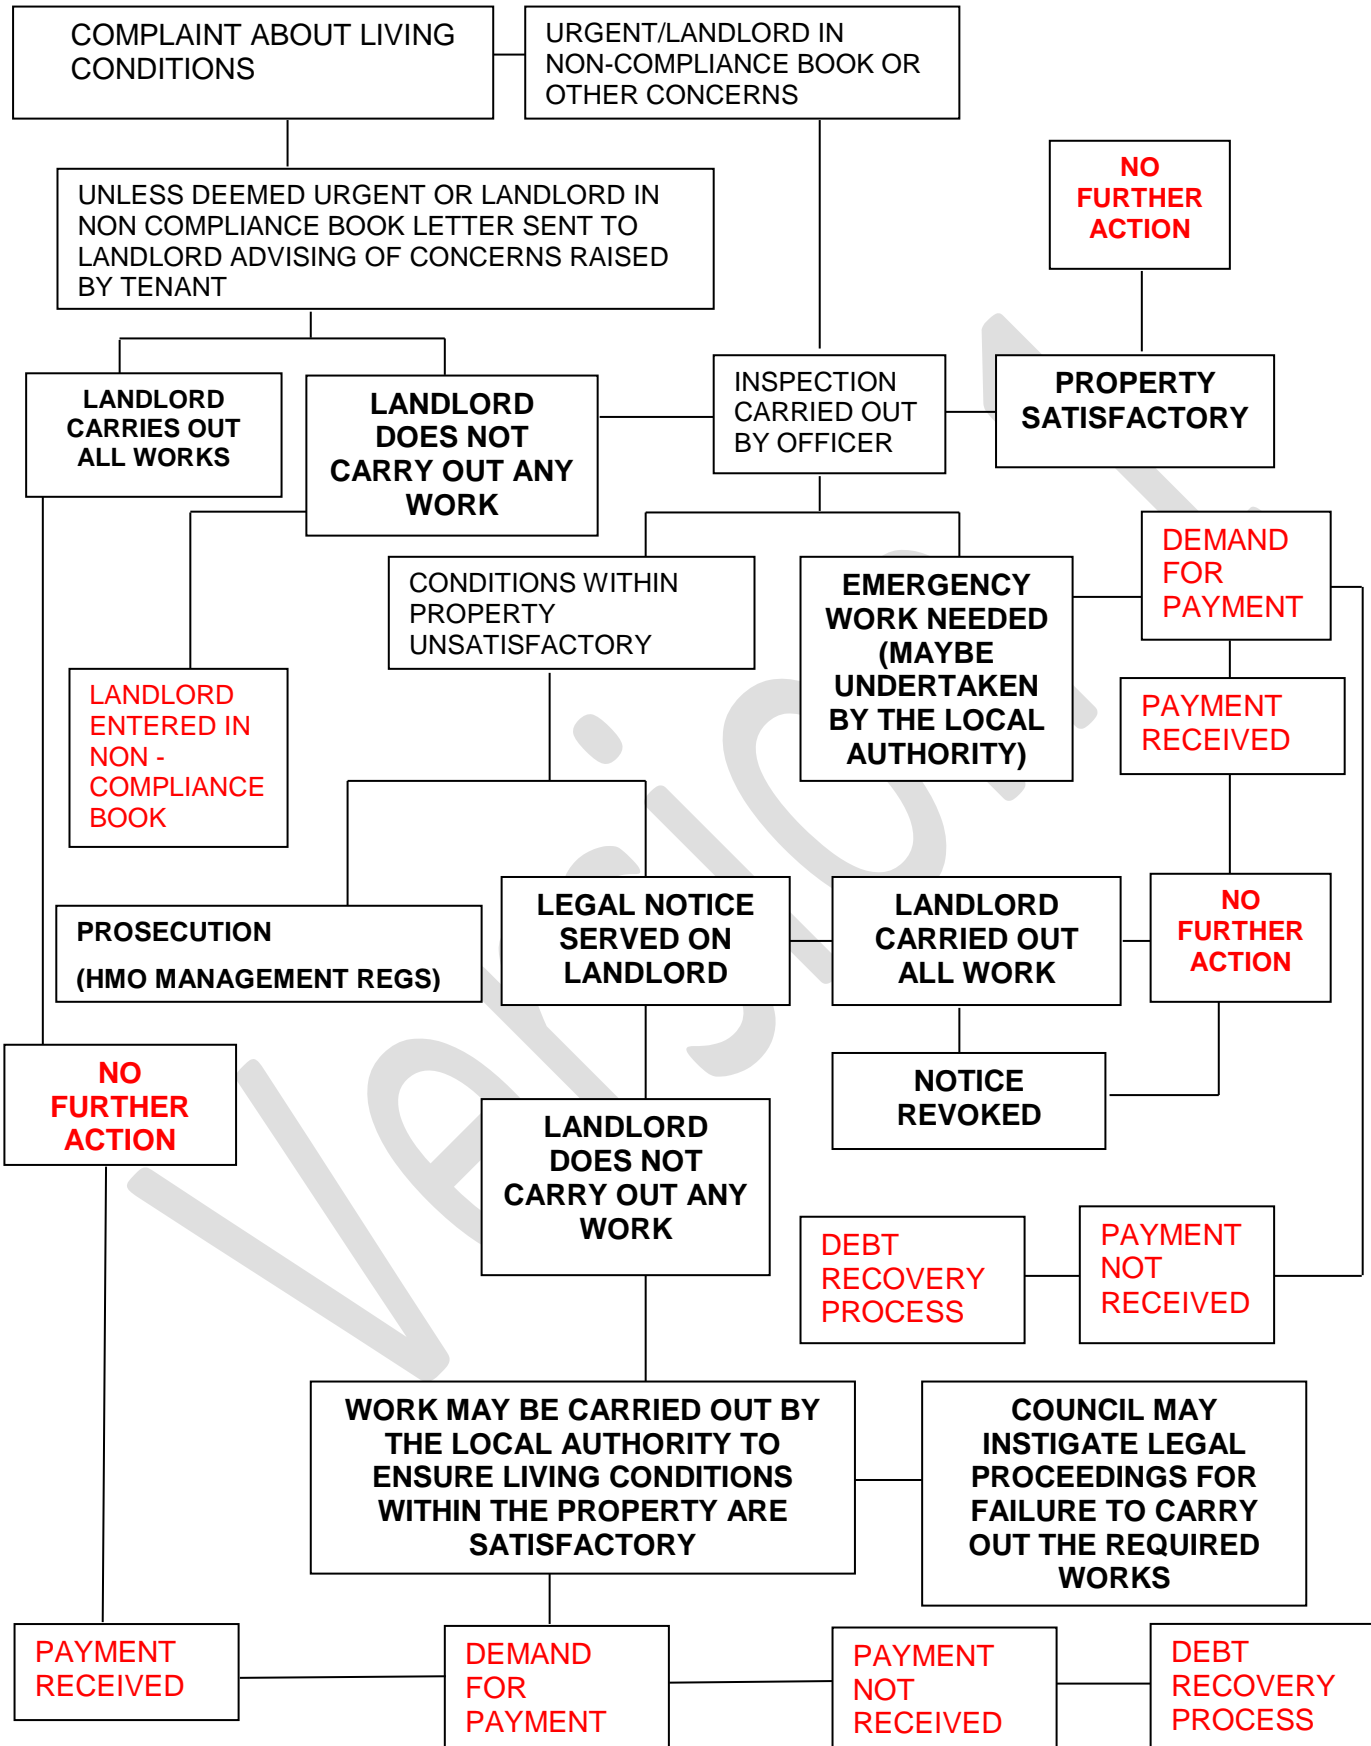 COMPLAINT ABOUT LIVING
CONDITIONS
URGENT/LANDLORD IN
NON-COMPLIANCE BOOK OR
OTHER CONCERNS
NO
FURTHER
ACTION
UNLESS DEEMED URGENT OR LANDLORD IN
NON COMPLIANCE BOOK LETTER SENT TO
LANDLORD ADVISING OF CONCERNS RAISED
BY TENANT
LANDLORD
CARRIES OUT
ALL WORKS
LANDLORD
DOES NOT
CARRY OUT ANY
WORK
INSPECTION
CARRIED OUT
BY OFFICER
PROPERTY
SATISFACTORY
CONDITIONS WITHIN
PROPERTY
UNSATISFACTORY
EMERGENCY
WORK NEEDED
(MAYBE
UNDERTAKEN
BY THE LOCAL
AUTHORITY)
DEMAND
FOR
PAYMENT
LANDLORD
ENTERED IN
NON -
COMPLIANCE
BOOK
PAYMENT
RECEIVED
PROSECUTION
(HMO MANAGEMENT REGS)
LEGAL NOTICE
SERVED ON
LANDLORD
LANDLORD
CARRIED OUT
ALL WORK
NO
FURTHER
ACTION
NO
FURTHER
ACTION
NOTICE
REVOKED
LANDLORD
DOES NOT
CARRY OUT ANY
WORK
DEBT
RECOVERY
PROCESS
PAYMENT
NOT
RECEIVED
WORK MAY BE CARRIED OUT BY
THE LOCAL AUTHORITY TO
ENSURE LIVING CONDITIONS
WITHIN THE PROPERTY ARE
SATISFACTORY
COUNCIL MAY
INSTIGATE LEGAL
PROCEEDINGS FOR
FAILURE TO CARRY
OUT THE REQUIRED
WORKS
PAYMENT
RECEIVED
DEMAND
FOR
PAYMENT
PAYMENT
NOT
RECEIVED
DEBT
RECOVERY
PROCESS
Version 1